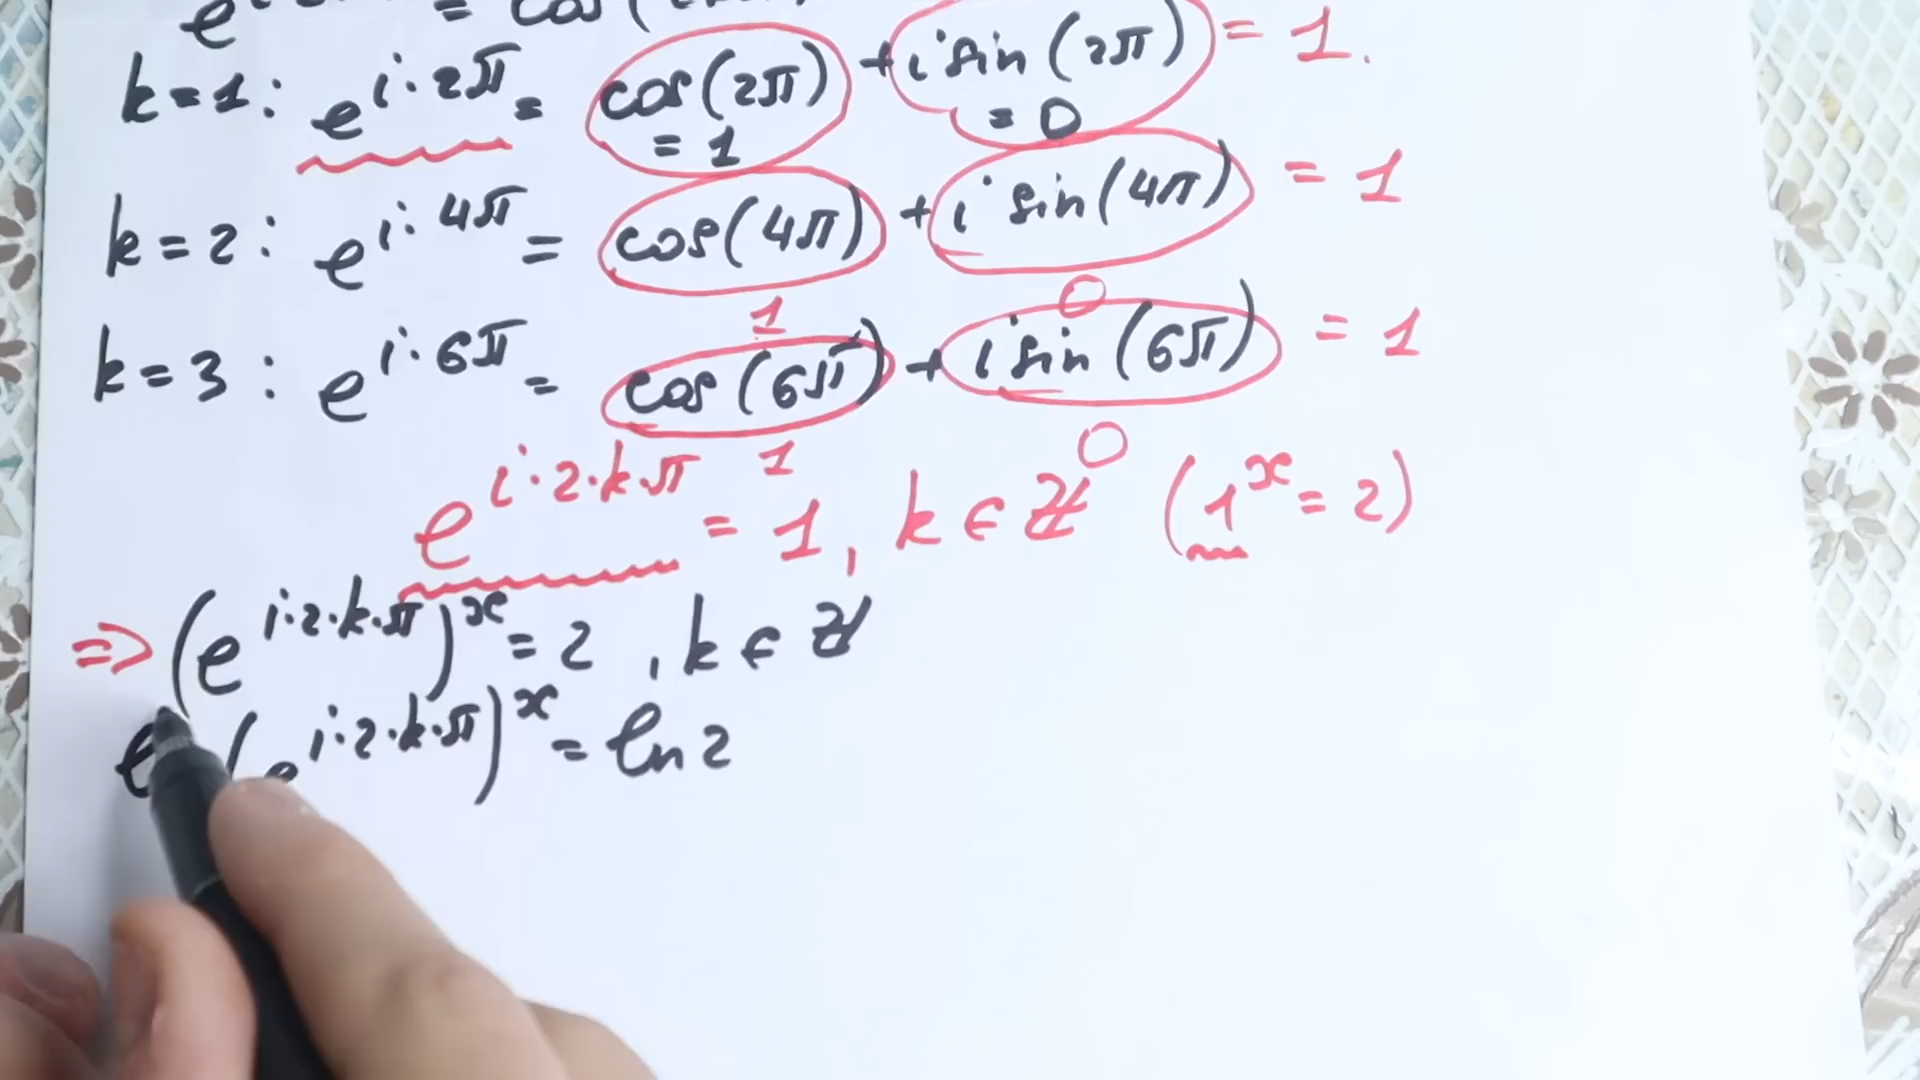 e = cos(
k=1: e^{i·2π} = cos(2π) + i sin(2π) = 1.
= 1 = 0
k=2: e^{i·4π} = cos(4π) + i sin(4π) = 1
1 0
k=3: e^{i·6π} = cos(6π) + i sin(6π) = 1
1 0
e^{i·2·k·π} = 1, k ∈ ℤ (1^x = 2)
=> (e^{i·2·k·π})^x = 2, k ∈ ℤ
(e^{i·2·k·π})^x = ln 2